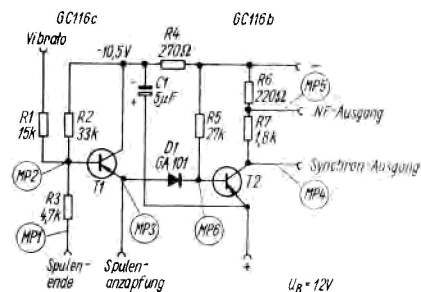 GC116c
GC116b
Vibrato
-10,5V
R4
270Ω
C1
5µF
R6
220Ω
MP5
R1
15k
R2
33k
R5
27k
NF-Ausgang
R7
1,8k
D1
GA 101
Synchron-Ausgang
MP2
T1
T2
MP4
R3
4,7k
MP3
MP6
MP1
Spulen-
ende
Spulen-
anzapfung
U_B = 12V